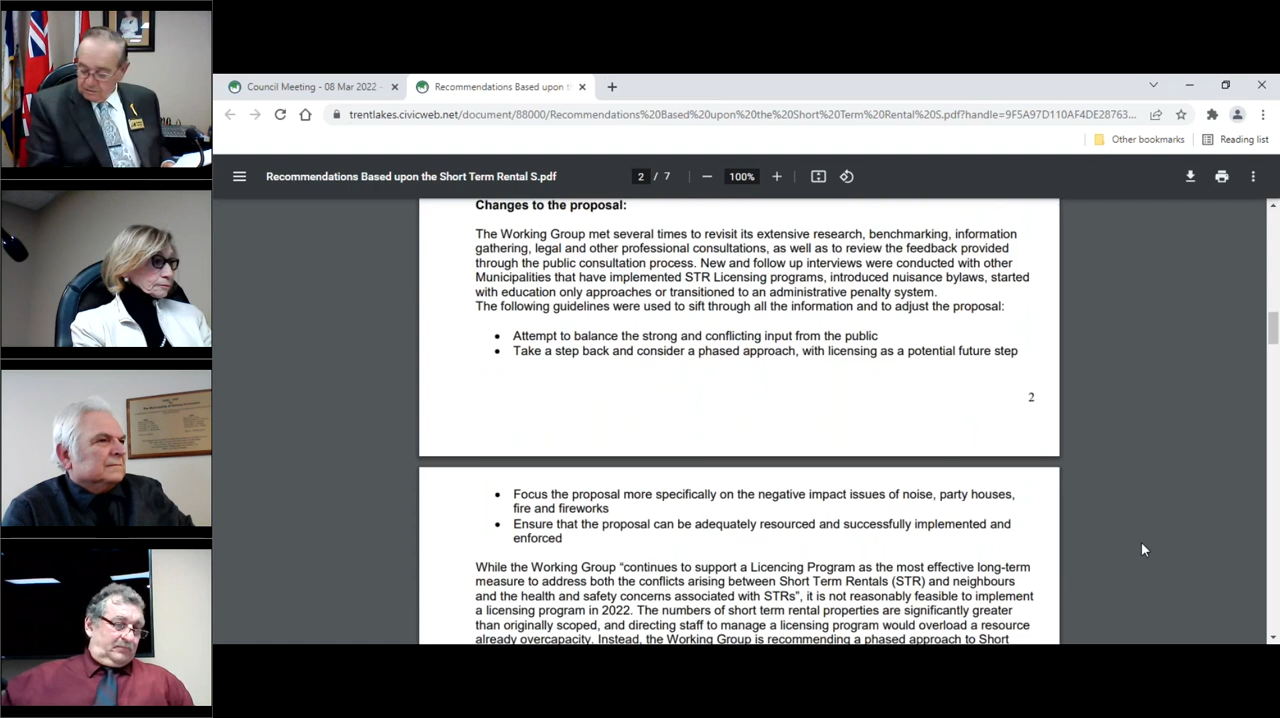 Council Meeting - 08 Mar 2022 -
Recommendations Based upon t
trentlakes.civicweb.net/document/88000/Recommendations%20Based%20upon%20the%20Short%20Term%20Rental%20S.pdf?handle=9F5A97D110AF4DE28763...
Other bookmarks
Reading list
Recommendations Based upon the Short Term Rental S.pdf
2 / 7
100%
Changes to the proposal:
The Working Group met several times to revisit its extensive research, benchmarking, information
gathering, legal and other professional consultations, as well as to review the feedback provided
through the public consultation process. New and follow up interviews were conducted with other
Municipalities that have implemented STR Licensing programs, introduced nuisance bylaws, started
with education only approaches or transitioned to an administrative penalty system.
The following guidelines were used to sift through all the information and to adjust the proposal:
• Attempt to balance the strong and conflicting input from the public
• Take a step back and consider a phased approach, with licensing as a potential future step
2
• Focus the proposal more specifically on the negative impact issues of noise, party houses,
fire and fireworks
• Ensure that the proposal can be adequately resourced and successfully implemented and
enforced
While the Working Group “continues to support a Licencing Program as the most effective long-term
measure to address both the conflicts arising between Short Term Rentals (STR) and neighbours
and the health and safety concerns associated with STRs”, it is not reasonably feasible to implement
a licensing program in 2022. The numbers of short term rental properties are significantly greater
than originally scoped, and directing staff to manage a licensing program would overload a resource
already overcapacity. Instead, the Working Group is recommending a phased approach to Short